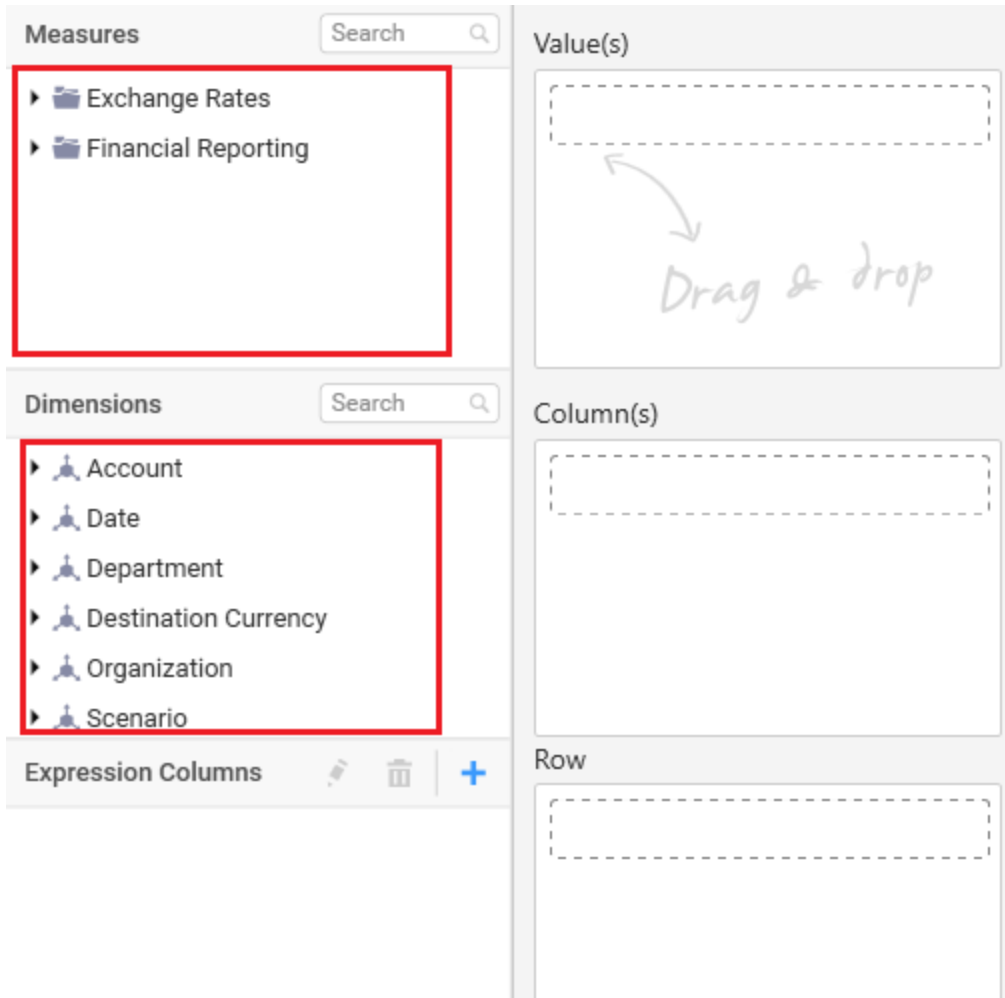 Measures
Search
Exchange Rates
Financial Reporting
Dimensions
Search
Account
Date
Department
Destination Currency
Organization
Scenario
Expression Columns
Value(s)
Drag & drop
Column(s)
Row